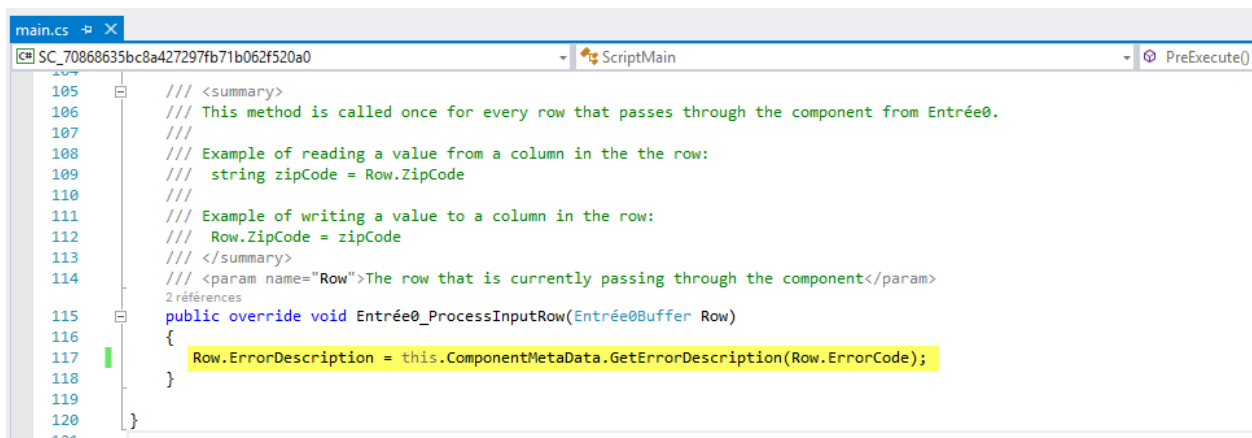 main.cs
C# SC_70868635bc8a427297fb71b062f520a0 ScriptMain PreExecute()
104
105 /// <summary>
106 /// This method is called once for every row that passes through the component from Entrée0.
107 ///
108 /// Example of reading a value from a column in the the row:
109 ///  string zipCode = Row.ZipCode
110 ///
111 /// Example of writing a value to a column in the row:
112 ///  Row.ZipCode = zipCode
113 /// </summary>
114 /// <param name="Row">The row that is currently passing through the component</param>
2 références
115 public override void Entrée0_ProcessInputRow(Entrée0Buffer Row)
116 {
117 Row.ErrorDescription = this.ComponentMetaData.GetErrorDescription(Row.ErrorCode);
118 }
119
120 }
121